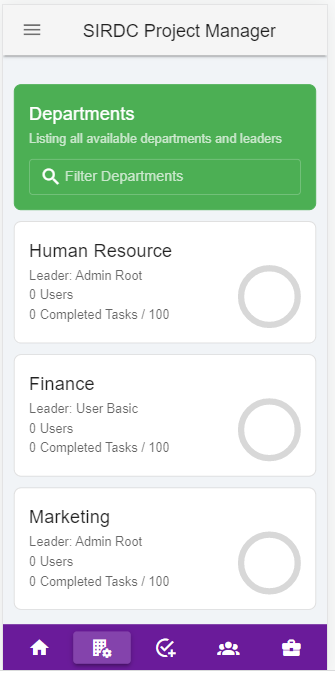 SIRDC Project Manager
Departments
Listing all available departments and leaders
Filter Departments
Human Resource
Leader: Admin Root
0 Users
0 Completed Tasks / 100
Finance
Leader: User Basic
0 Users
0 Completed Tasks / 100
Marketing
Leader: Admin Root
0 Users
0 Completed Tasks / 100